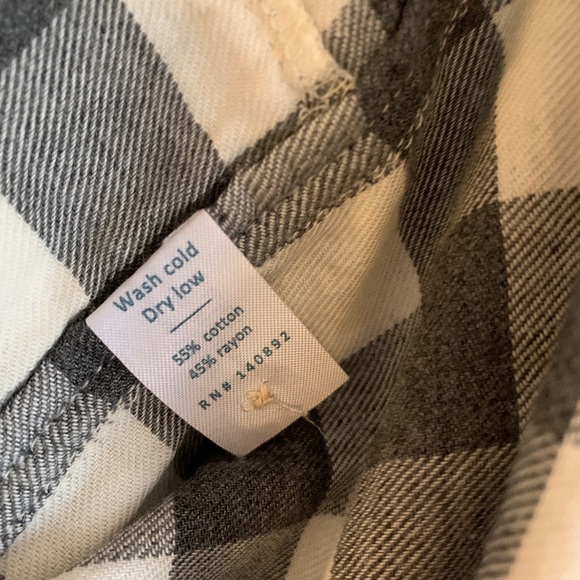 Wash cold
Dry low
55% cotton
45% rayon
RN# 140892